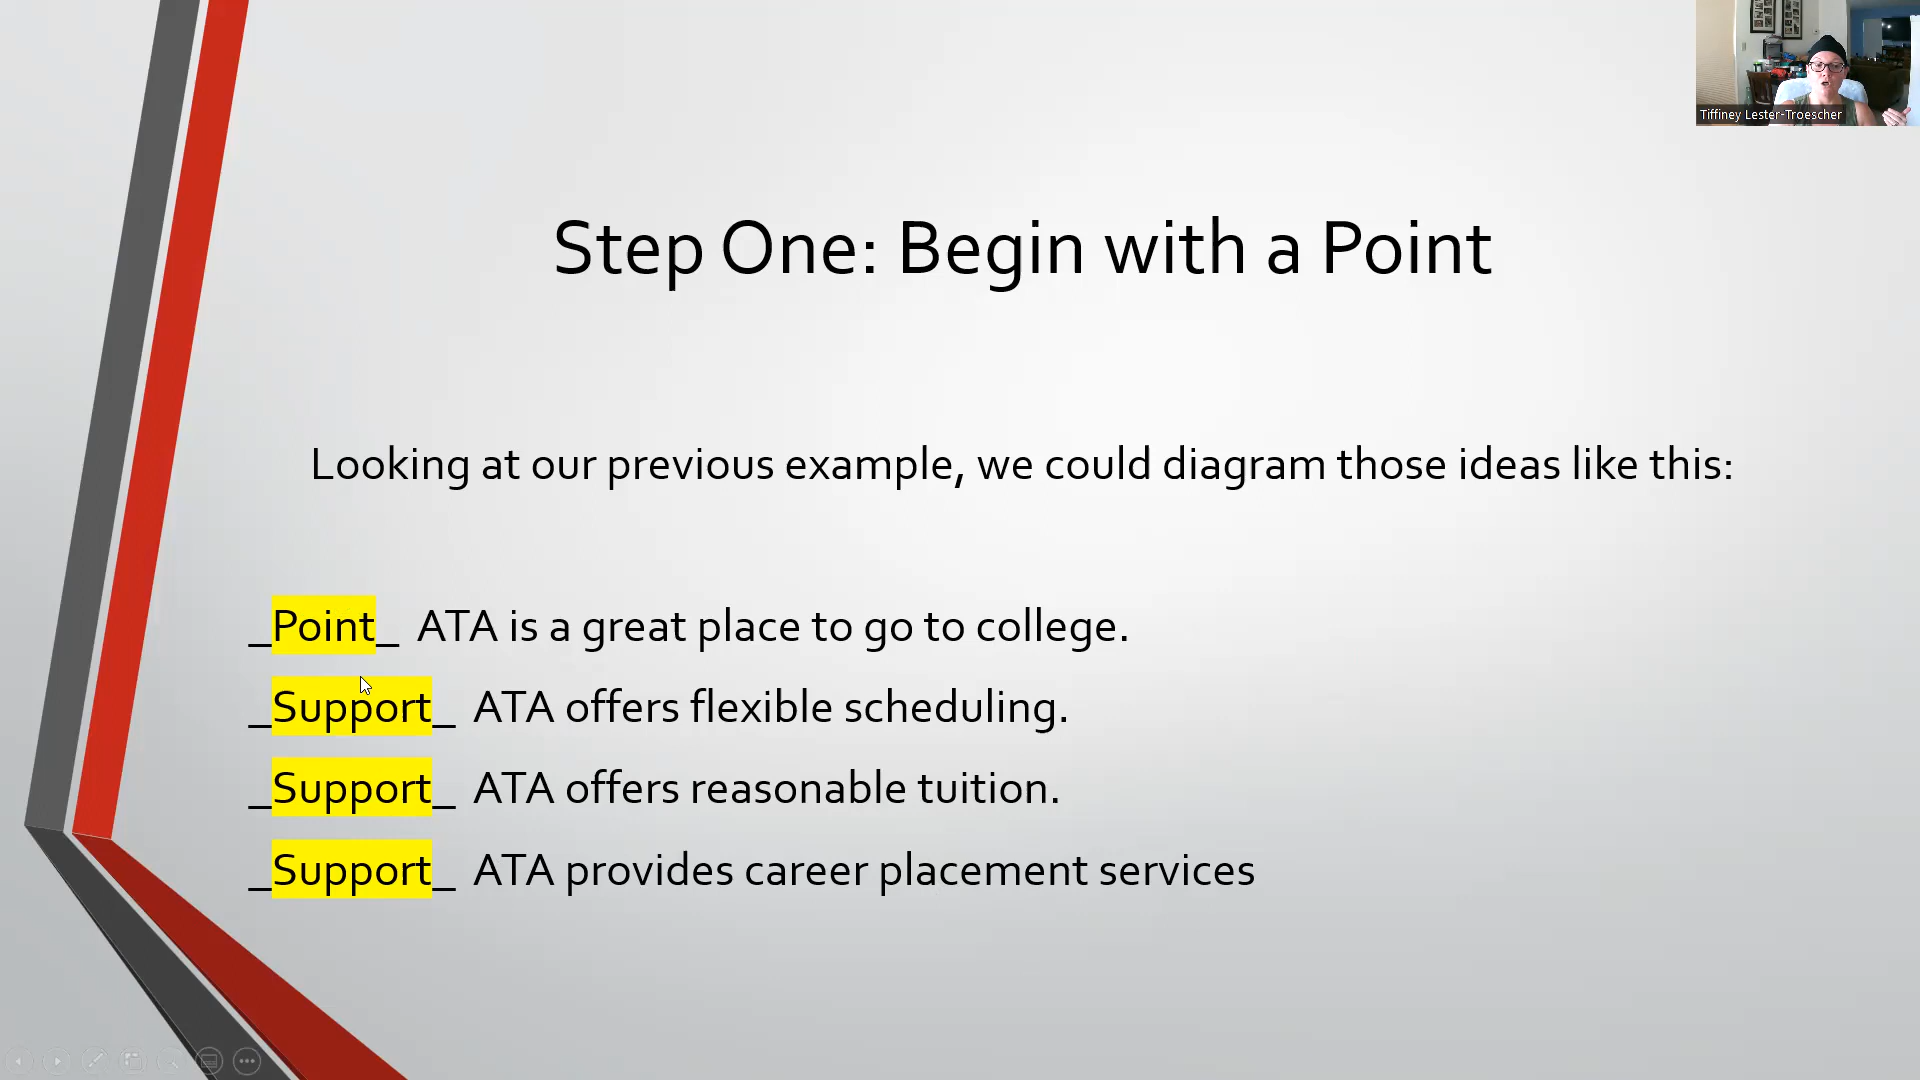 Tiffiney Lester-Troescher
Step One: Begin with a Point
Looking at our previous example, we could diagram those ideas like this:
_Point_ ATA is a great place to go to college.
_Support_ ATA offers flexible scheduling.
_Support_ ATA offers reasonable tuition.
_Support_ ATA provides career placement services